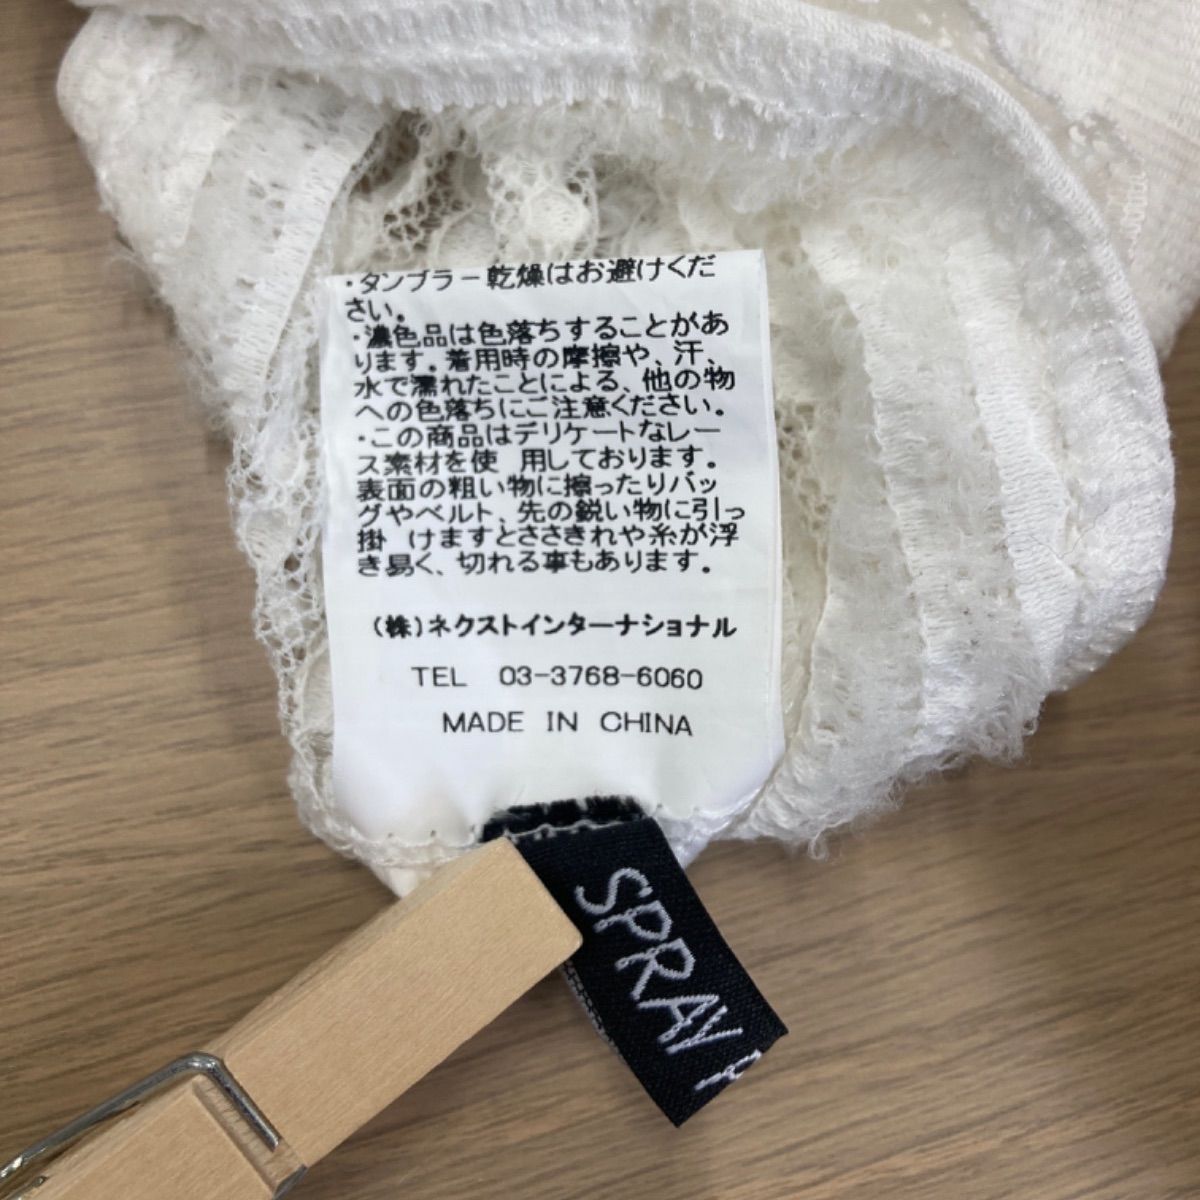 ・タンブラー乾燥はお避けくだ
さい。
・濃色品は色落ちすることがあ
ります。着用時の摩擦や、汗、
水で濡れたことによる、他の物
への色落ちにご注意ください。
・この商品はデリケートなレー
ス素材を使 用しております。
表面の粗い物に擦ったりバッ
グやベルト、先の鋭い物に引っ
掛 けますとささきれや糸が浮
き易く、切れる事もあります。
(株)ネクストインターナショナル
TEL 03-3768-6060
MADE IN CHINA
SPRAY